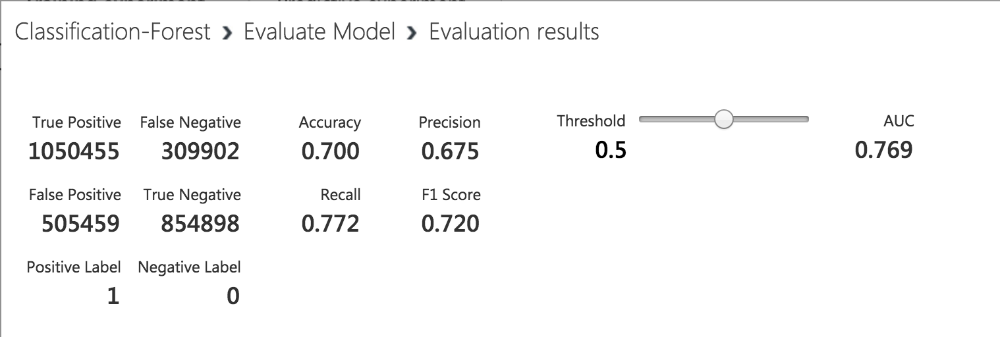 Classification-Forest › Evaluate Model › Evaluation results
True Positive False Negative Accuracy Precision Threshold AUC
1050455 309902 0.700 0.675 0.5 0.769
False Positive True Negative Recall F1 Score
505459 854898 0.772 0.720
Positive Label Negative Label
1 0